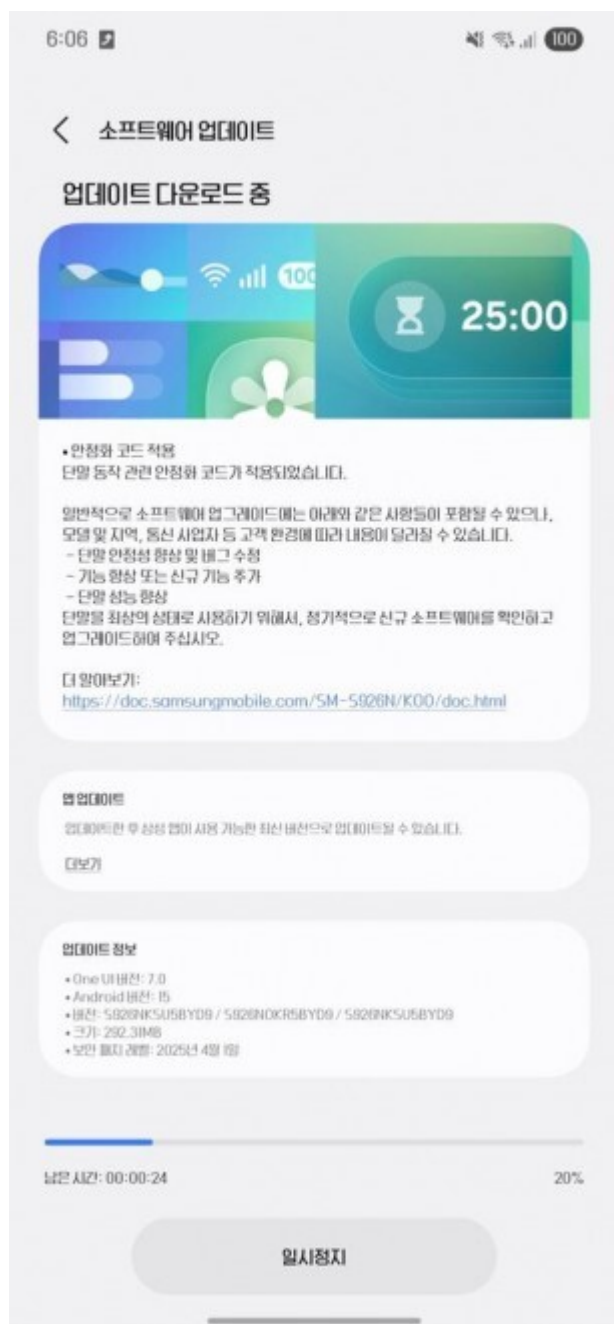 6:06
100
소프트웨어 업데이트
업데이트 다운로드 중
100
25:00
• 안정화 코드 적용
단말 동작 관련 안정화 코드가 적용되었습니다.
일반적으로 소프트웨어 업그레이드에는 아래와 같은 사항들이 포함될 수 있으나,
모델 및 지역, 통신 사업자 등 고객 환경에 따라 내용이 달라질 수 있습니다.
- 단말 안정성 향상 및 버그 수정
- 기능 향상 또는 신규 기능 추가
- 단말 성능 향상
단말을 최상의 상태로 사용하기 위해서, 정기적으로 신규 소프트웨어를 확인하고
업그레이드하여 주십시오.
더 알아보기:
https://doc.samsungmobile.com/SM-S926N/KOO/doc.html
앱 업데이트
업데이트한 후 삼성 앱이 사용 가능한 최신 버전으로 업데이트될 수 있습니다.
더보기
업데이트 정보
• One UI 버전: 7.0
• Android 버전: 15
• 버전: S926NKSU5BYD9 / S926NOKR5BYD9 / S926NKSU5BYD9
• 크기: 292.31MB
• 보안 패치 레벨: 2025년 4월 1일
남은 시간: 00:00:24
20%
일시정지